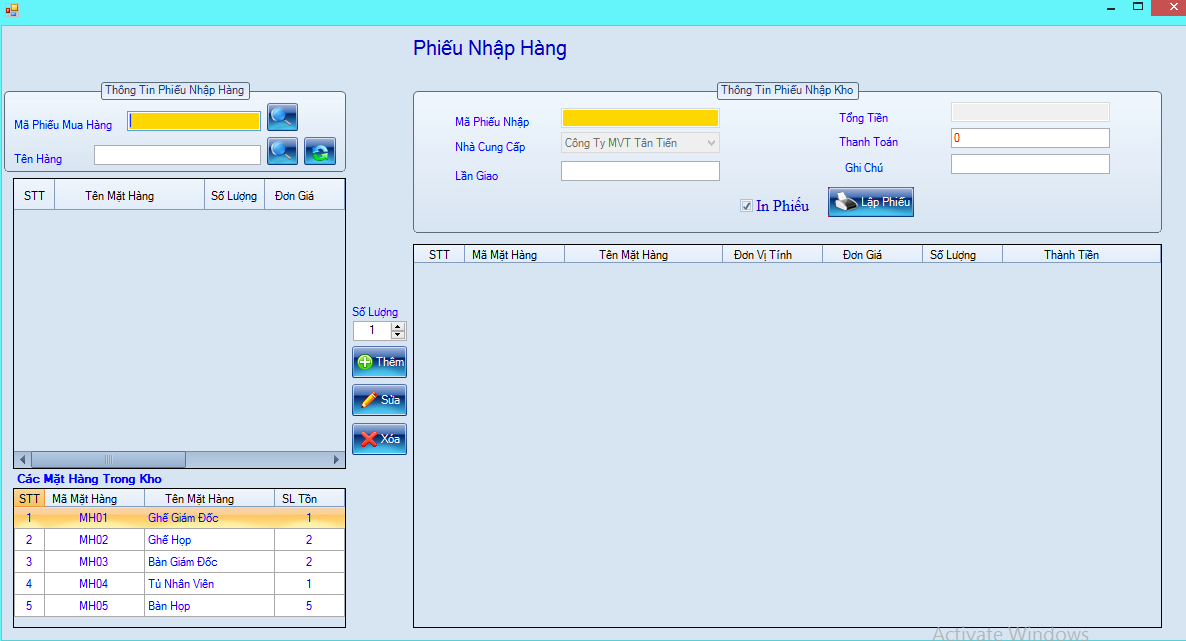 Phiếu Nhập Hàng
Thông Tin Phiếu Nhập Hàng
Mã Phiếu Mua Hàng
Tên Hàng
STT Tên Mặt Hàng Số Lượng Đơn Giá
Các Mặt Hàng Trong Kho
STT Mã Mặt Hàng Tên Mặt Hàng SL Tồn
1 MH01 Ghế Giám Đốc 1
2 MH02 Ghế Họp 2
3 MH03 Bàn Giám Đốc 2
4 MH04 Tủ Nhân Viên 1
5 MH05 Bàn Họp 5
Số Lượng
1
Thêm
Sửa
Xóa
Thông Tin Phiếu Nhập Kho
Mã Phiếu Nhập
Nhà Cung Cấp Công Ty MVT Tân Tiến
Lần Giao
Tổng Tiền
Thanh Toán 0
Ghi Chú
In Phiếu Lập Phiếu
STT Mã Mặt Hàng Tên Mặt Hàng Đơn Vị Tính Đơn Giá Số Lượng Thành Tiền
Activate Windows